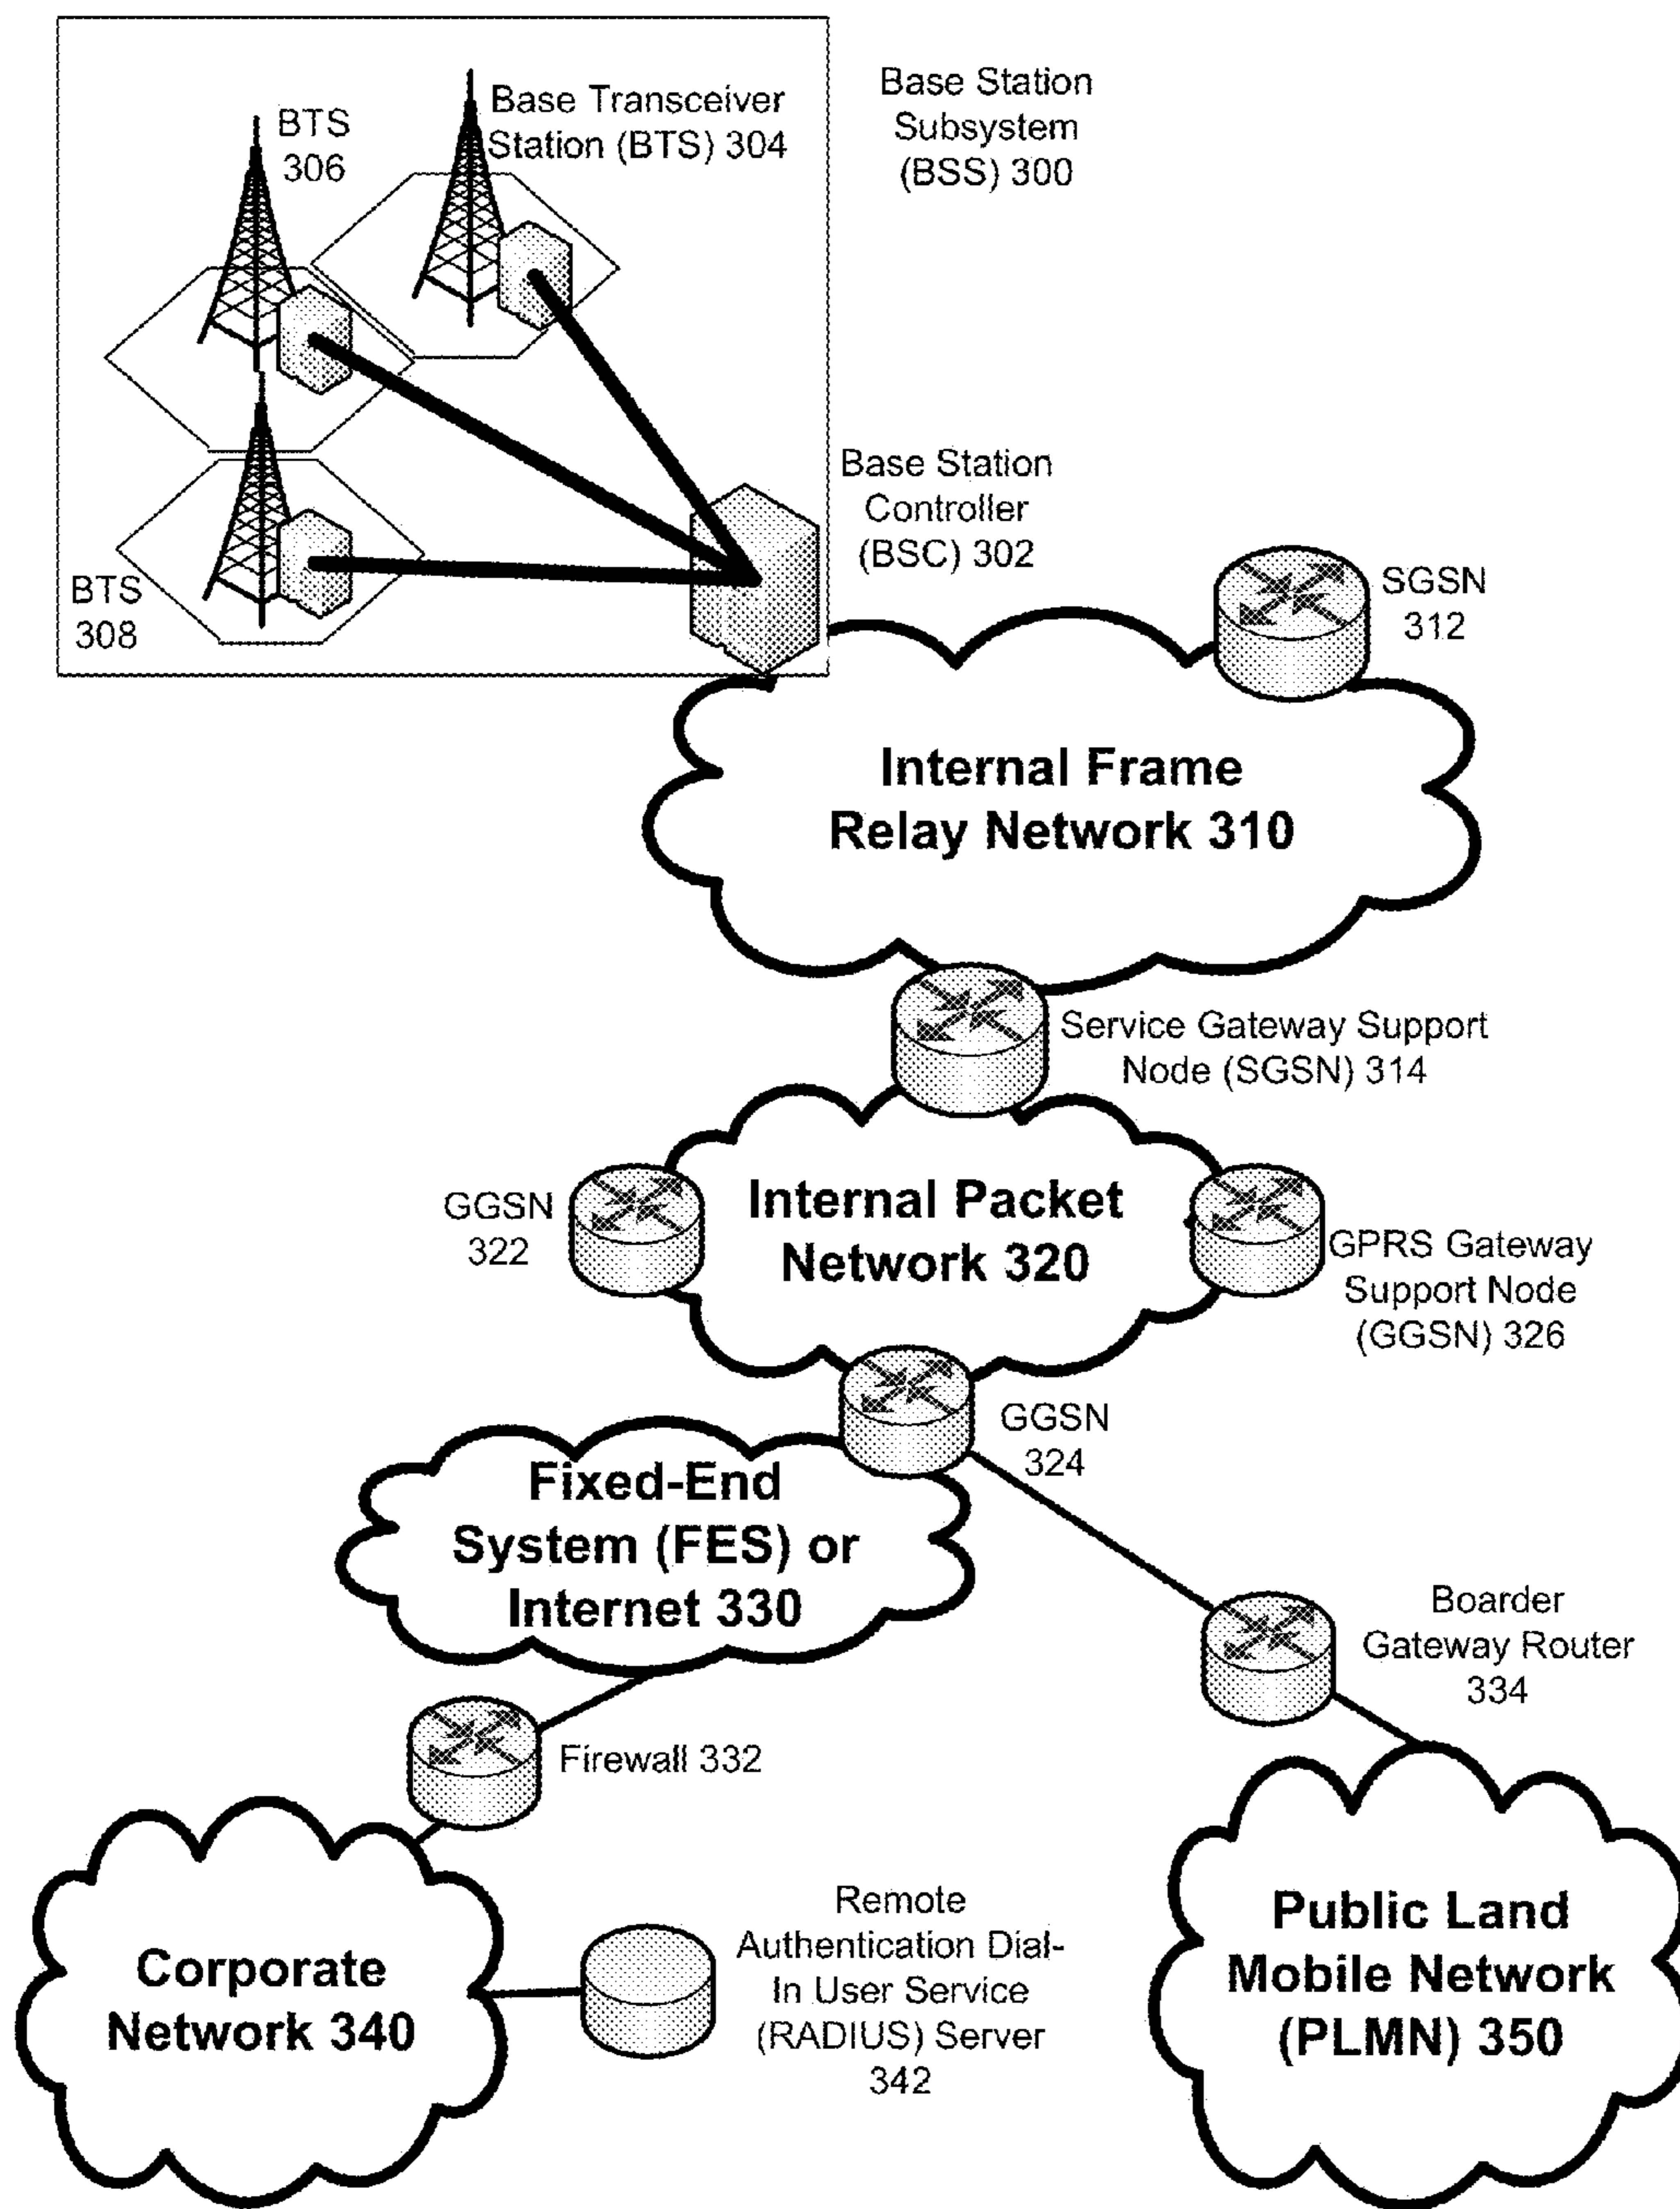 BTS
306
Base Transceiver
Station (BTS) 304
Base Station
Subsystem
(BSS) 300
Base Station
Controller
(BSC) 302
BTS
308
SGSN
312
Internal Frame
Relay Network 310
Service Gateway Support
Node (SGSN) 314
GGSN
322
Internal Packet
Network 320
GPRS Gateway
Support Node
(GGSN) 326
GGSN
324
Fixed-End
System (FES) or
Internet 330
Boarder
Gateway Router
334
Firewall 332
Corporate
Network 340
Remote
Authentication Dial-
In User Service
(RADIUS) Server
342
Public Land
Mobile Network
(PLMN) 350